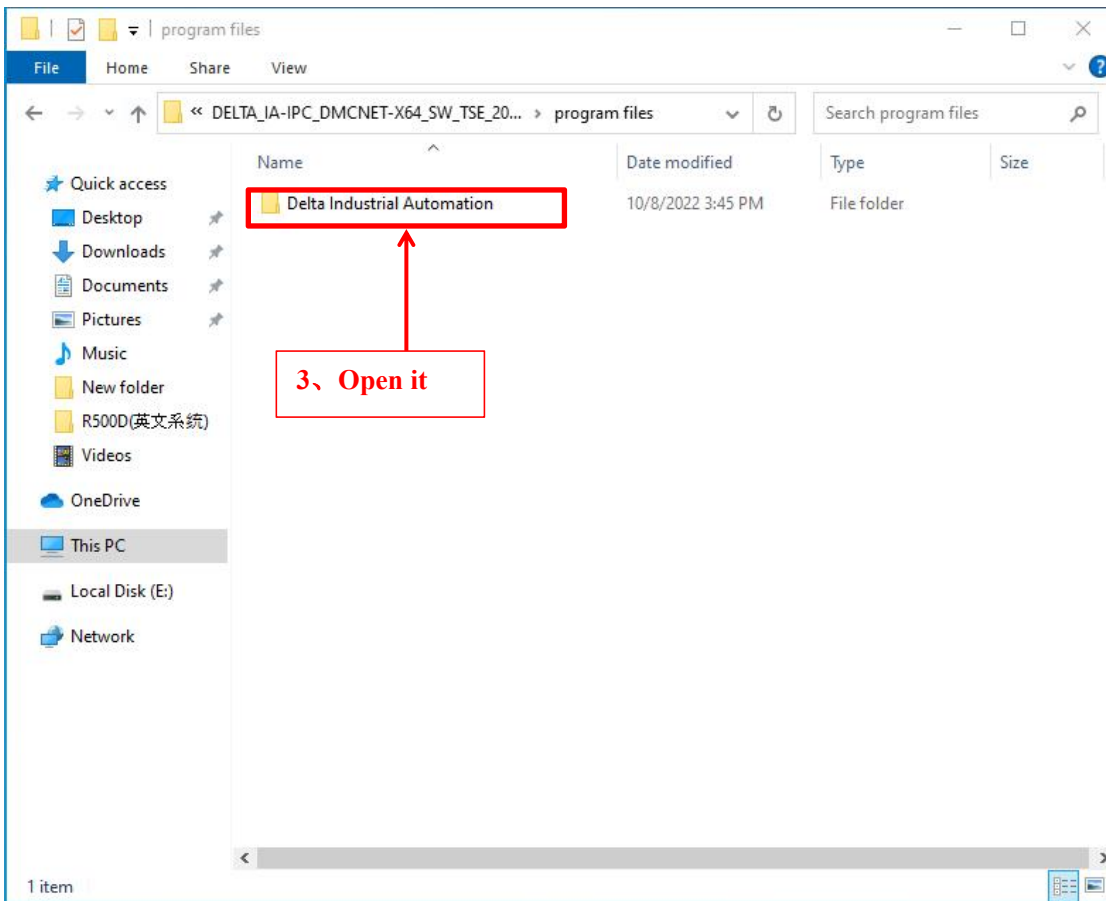 program files
File Home Share View
« DELTA_IA-IPC_DMCNET-X64_SW_TSE_20... › program files
Search program files
Name Date modified Type Size
Quick access
Desktop
Downloads
Documents
Pictures
Music
New folder
R500D(英文系统)
Videos
OneDrive
This PC
Local Disk (E:)
Network
Delta Industrial Automation 10/8/2022 3:45 PM File folder
3、Open it
1 item